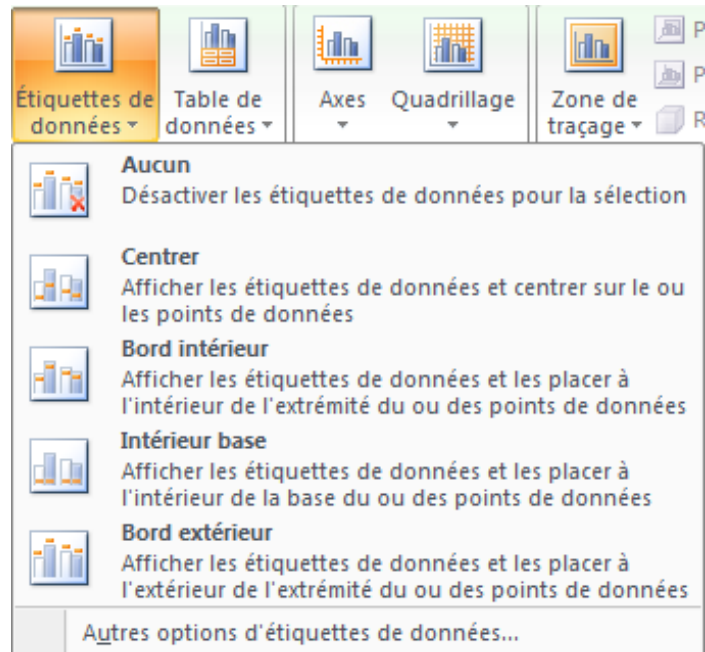 Étiquettes de données
Table de données
Axes
Quadrillage
Zone de traçage
P
P
R
Aucun
Désactiver les étiquettes de données pour la sélection
Centrer
Afficher les étiquettes de données et centrer sur le ou
les points de données
Bord intérieur
Afficher les étiquettes de données et les placer à
l'intérieur de l'extrémité du ou des points de données
Intérieur base
Afficher les étiquettes de données et les placer à
l'intérieur de la base du ou des points de données
Bord extérieur
Afficher les étiquettes de données et les placer à
l'extérieur de l'extrémité du ou des points de données
Autres options d'étiquettes de données...